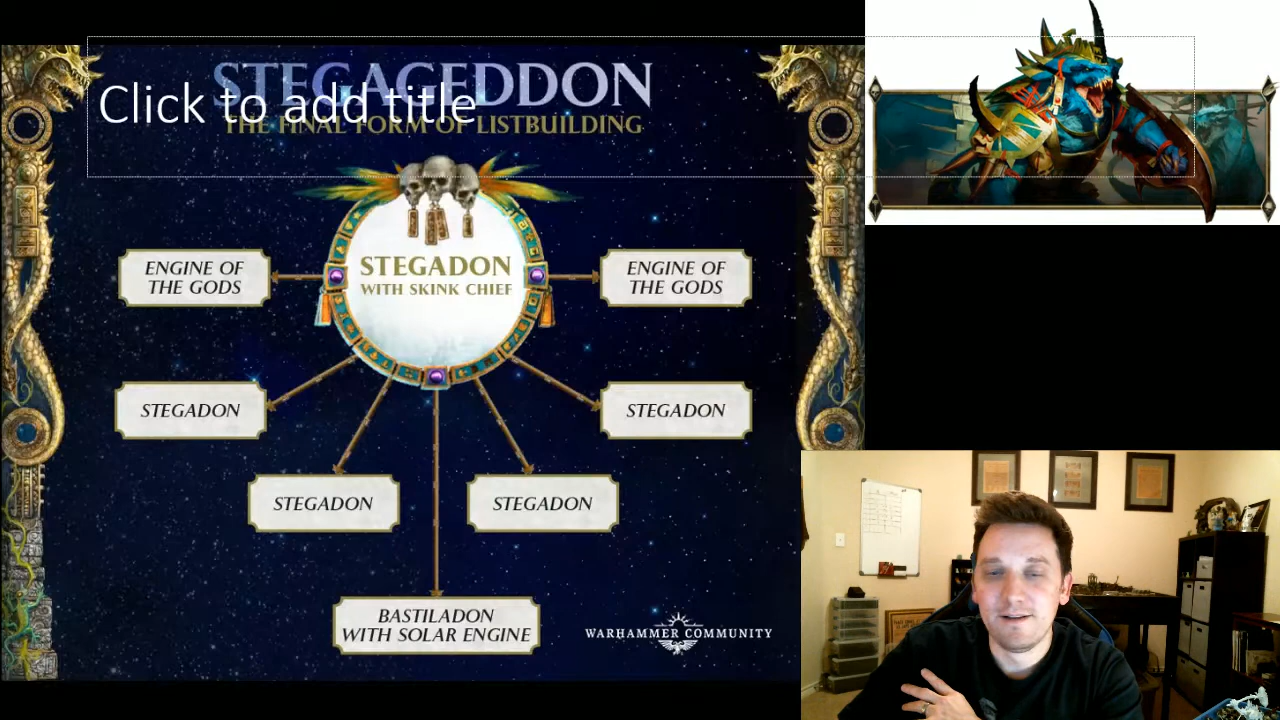 STEGAGEDDON
Click to add title
THE FINAL FORM OF LISTBUILDING
STEGADON
WITH SKINK CHIEF
ENGINE OF
THE GODS
ENGINE OF
THE GODS
STEGADON
STEGADON
STEGADON
STEGADON
BASTILADON
WITH SOLAR ENGINE
WARHAMMER COMMUNITY